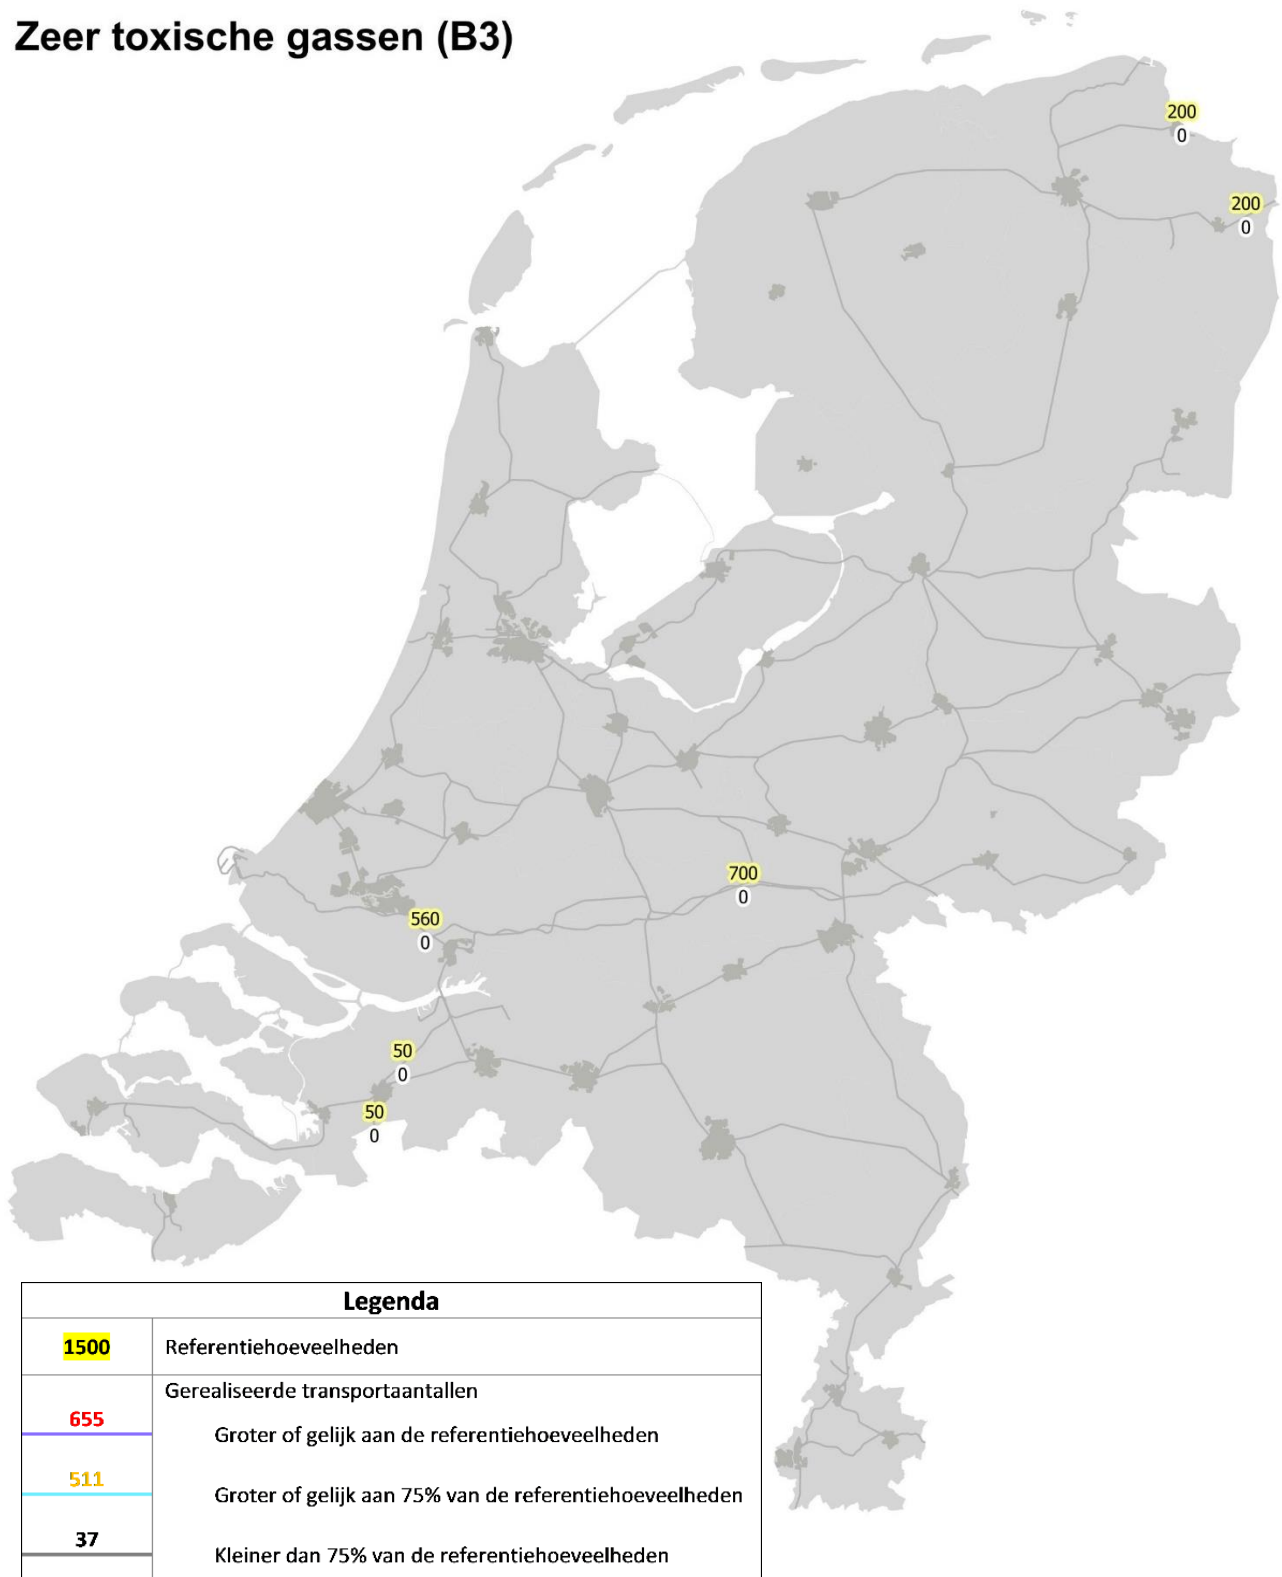 Zeer toxische gassen (B3)
200
0
200
0
700
0
560
0
50
0
50
0
Legenda
1500 Referentiehoeveelheden
Gerealiseerde transportaantallen
655
Groter of gelijk aan de referentiehoeveelheden
511
Groter of gelijk aan 75% van de referentiehoeveelheden
37
Kleiner dan 75% van de referentiehoeveelheden